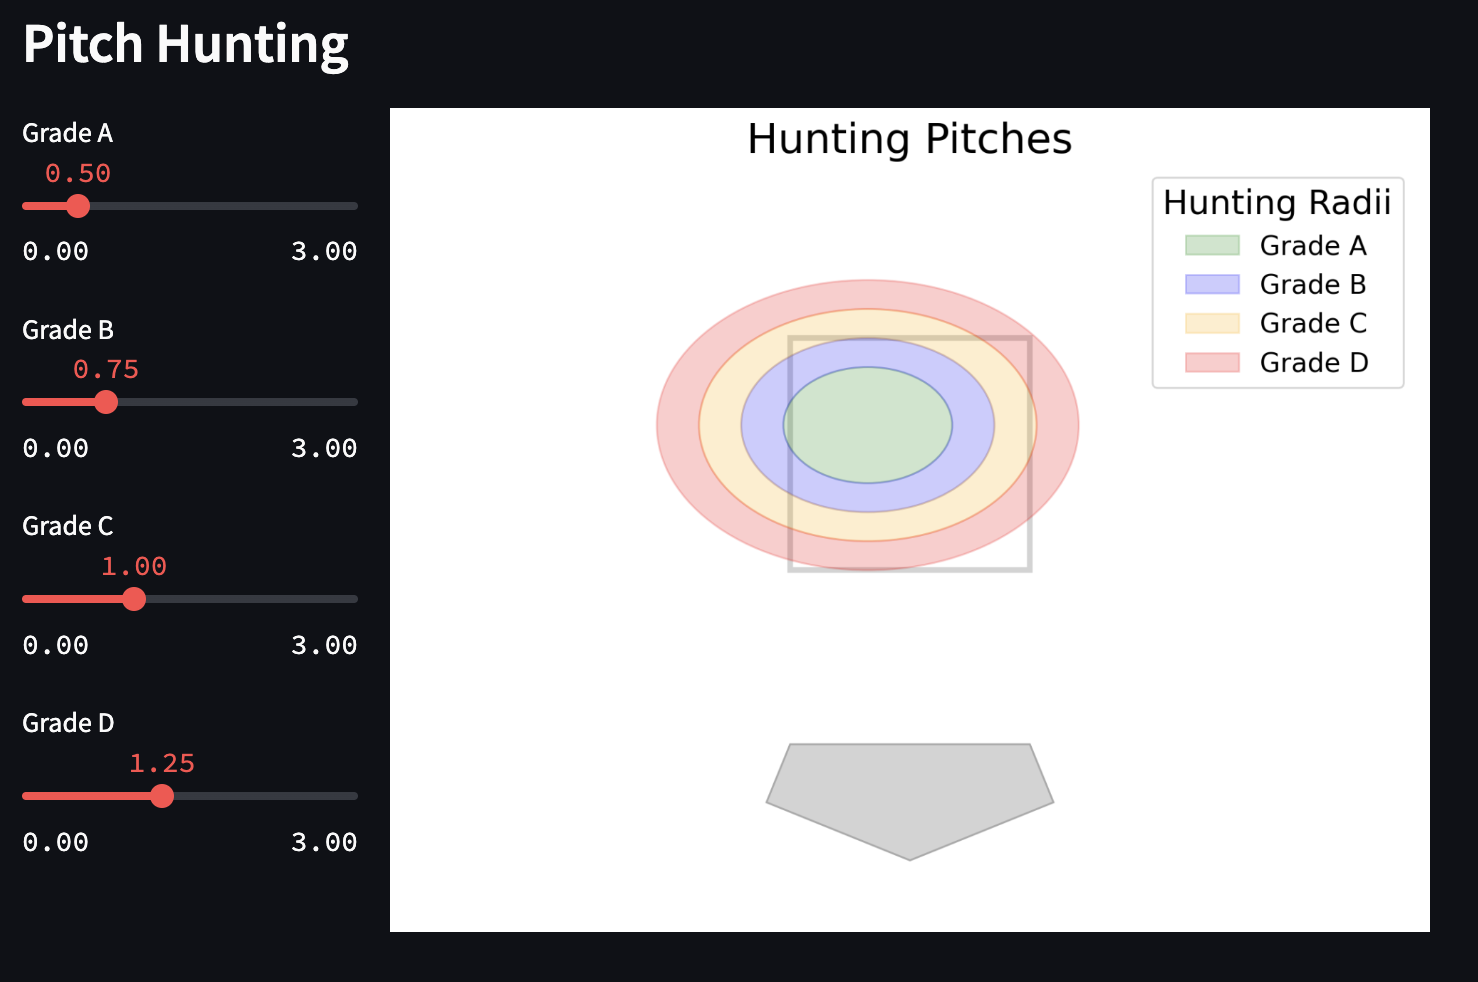 Pitch Hunting
Grade A
0.50
0.00 3.00
Grade B
0.75
0.00 3.00
Grade C
1.00
0.00 3.00
Grade D
1.25
0.00 3.00
Hunting Pitches
Hunting Radii
Grade A
Grade B
Grade C
Grade D